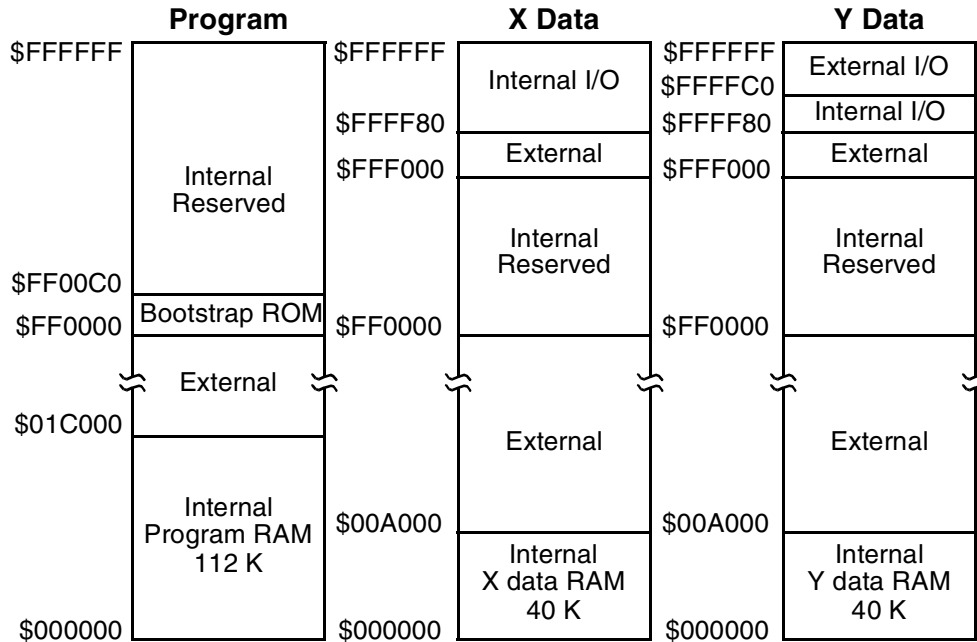 Program
$FFFFFF
Internal
Reserved
$FF00C0
Bootstrap ROM
$FF0000
External
$01C000
Internal
Program RAM
112 K
$000000
X Data
$FFFFFF
Internal I/O
$FFFF80
External
$FFF000
Internal
Reserved
$FF0000
External
$00A000
Internal
X data RAM
40 K
$000000
Y Data
$FFFFFF
External I/O
$FFFFC0
Internal I/O
$FFFF80
External
$FFF000
Internal
Reserved
$FF0000
External
$00A000
Internal
Y data RAM
40 K
$000000